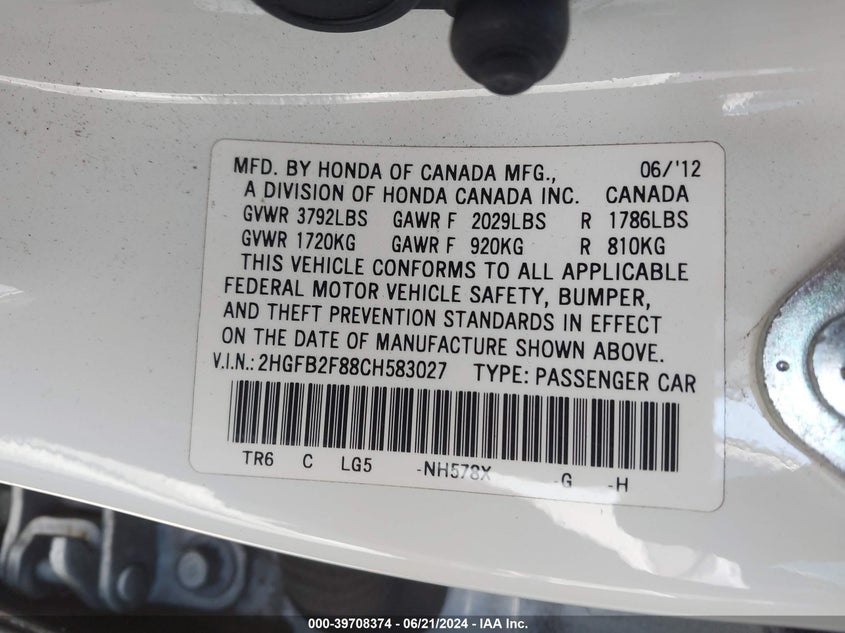 MFD. BY HONDA OF CANADA MFG., 06/'12
A DIVISION OF HONDA CANADA INC. CANADA
GVWR 3792LBS GAWR F 2029LBS R 1786LBS
GVWR 1720KG GAWR F 920KG R 810KG
THIS VEHICLE CONFORMS TO ALL APPLICABLE
FEDERAL MOTOR VEHICLE SAFETY, BUMPER,
AND THEFT PREVENTION STANDARDS IN EFFECT
ON THE DATE OF MANUFACTURE SHOWN ABOVE.
V.I.N.: 2HGFB2F88CH583027 TYPE: PASSENGER CAR
TR6 C LG5 -NH578X -G -H
000-39708374 - 06/21/2024 - IAA Inc.